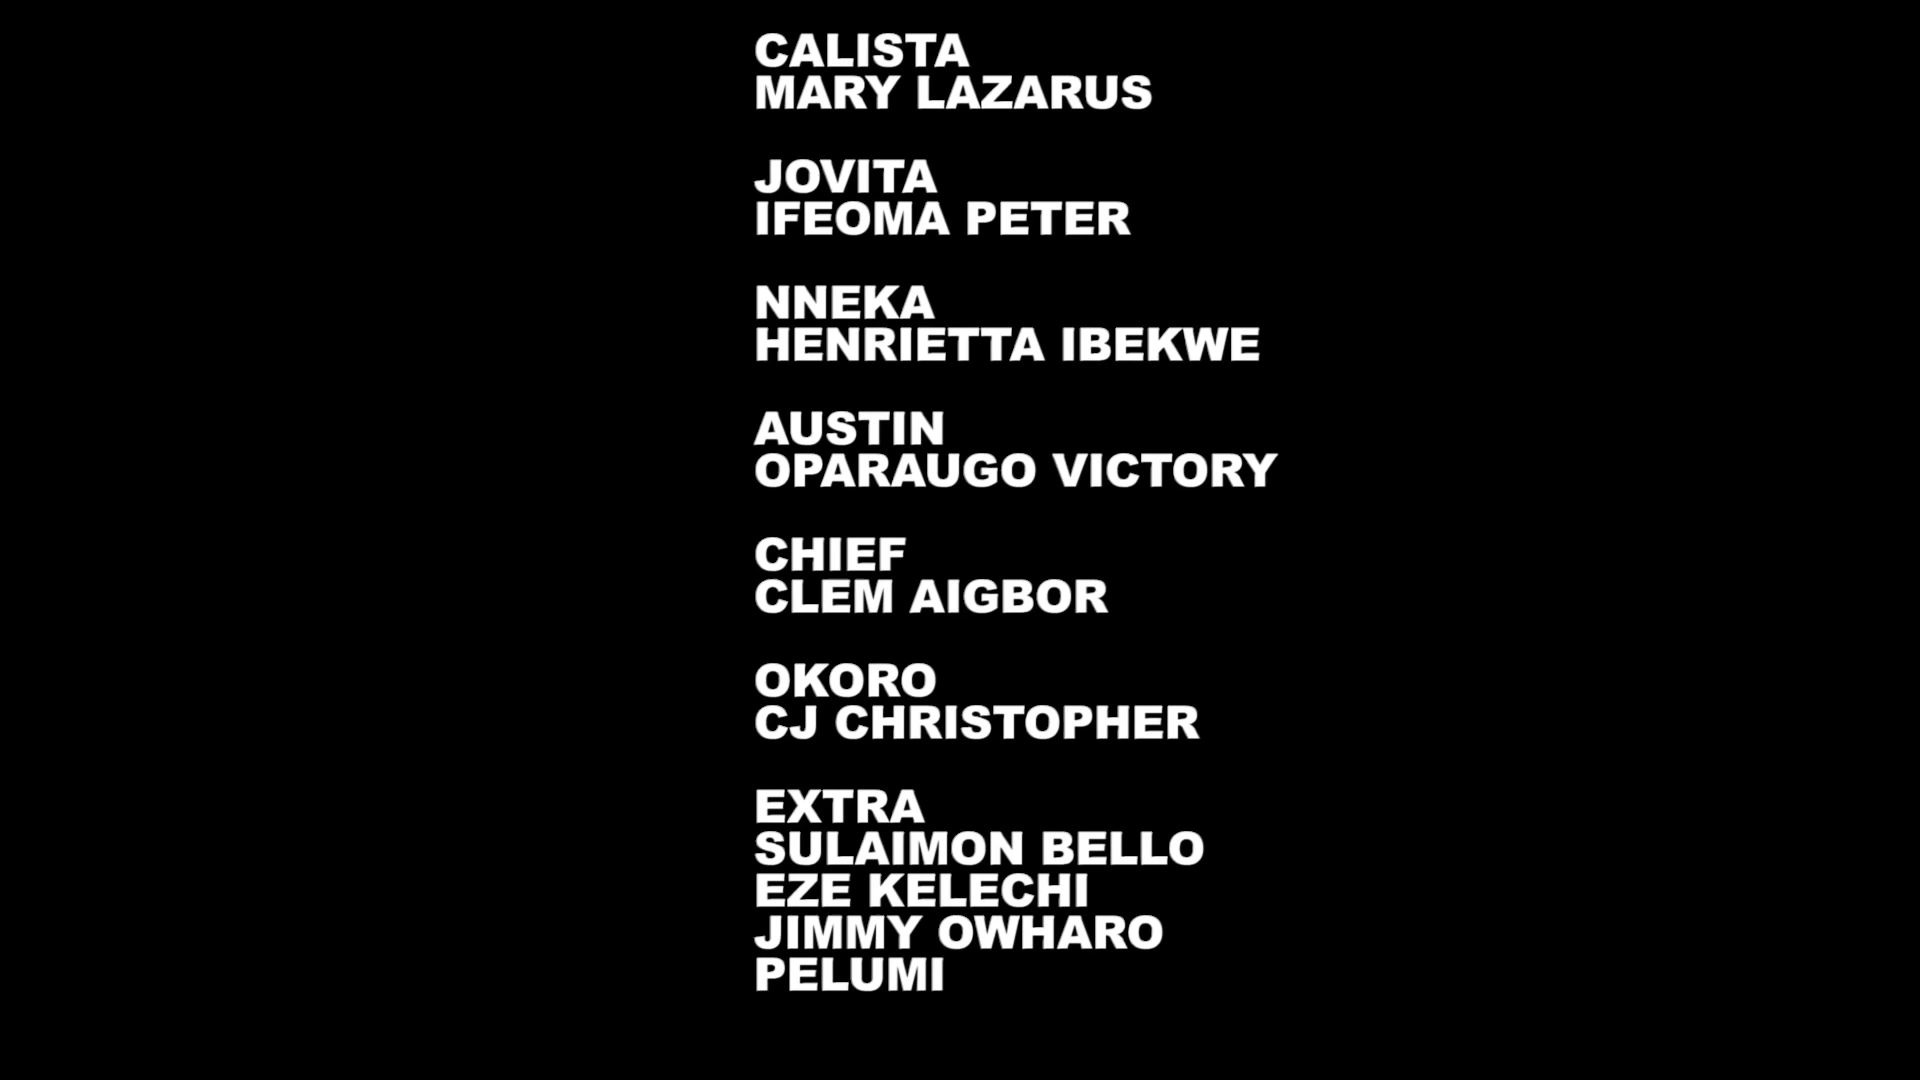 CALISTA
MARY LAZARUS
JOVITA
IFEOMA PETER
NNEKA
HENRIETTA IBEKWE
AUSTIN
OPARAUGO VICTORY
CHIEF
CLEM AIGBOR
OKORO
CJ CHRISTOPHER
EXTRA
SULAIMON BELLO
EZE KELECHI
JIMMY OWHARO
PELUMI